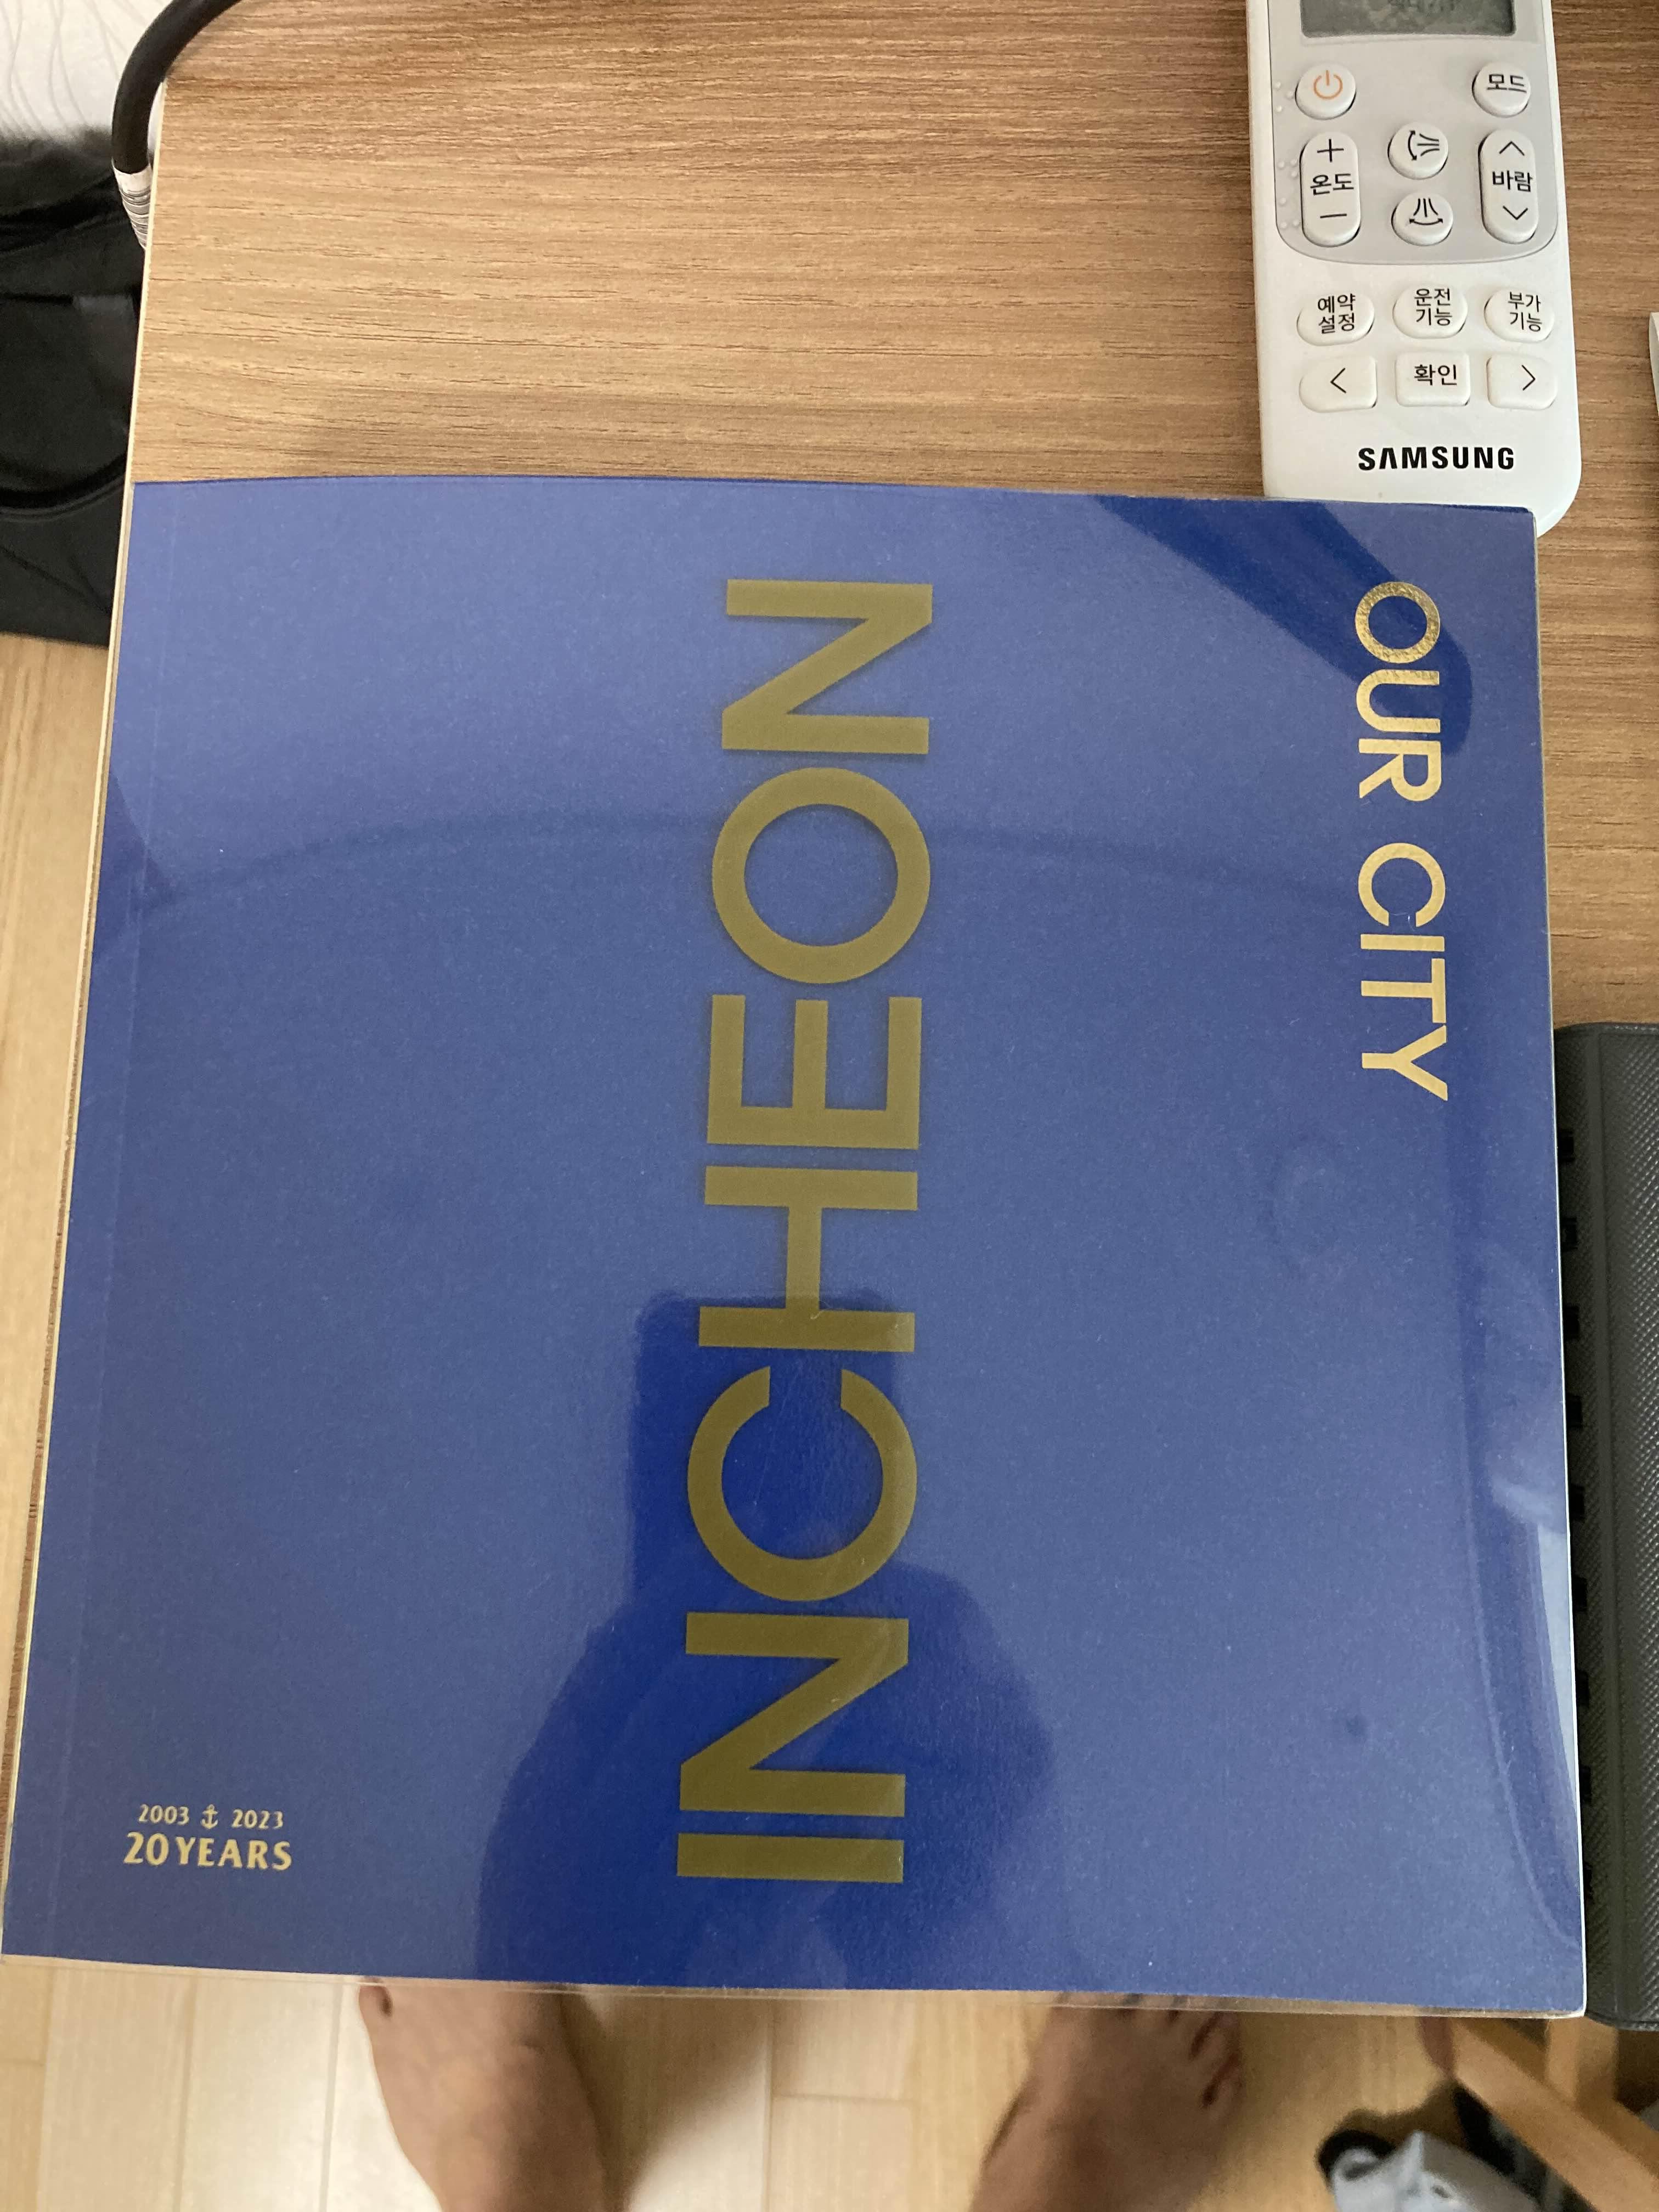 모드
+
온도
-
바람
예약
설정
운전
기능
부가
기능
<
확인
>
SAMSUNG
OUR CITY
INCHEON
2003 ⚓ 2023
20 YEARS